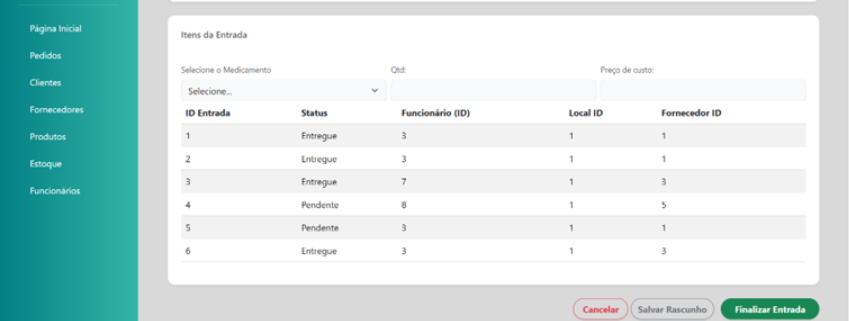 Página Inicial
Pedidos
Clientes
Fornecedores
Produtos
Estoque
Funcionários
Itens da Entrada
Selecione o Medicamento Qtd: Preço de custo:
Selecione...
ID Entrada Status Funcionário (ID) Local ID Fornecedor ID
1 Entregue 3 1 1
2 Entregue 3 1 1
3 Entregue 7 1 3
4 Pendente 8 1 5
5 Pendente 3 1 1
6 Entregue 3 1 3
Cancelar Salvar Rascunho Finalizar Entrada